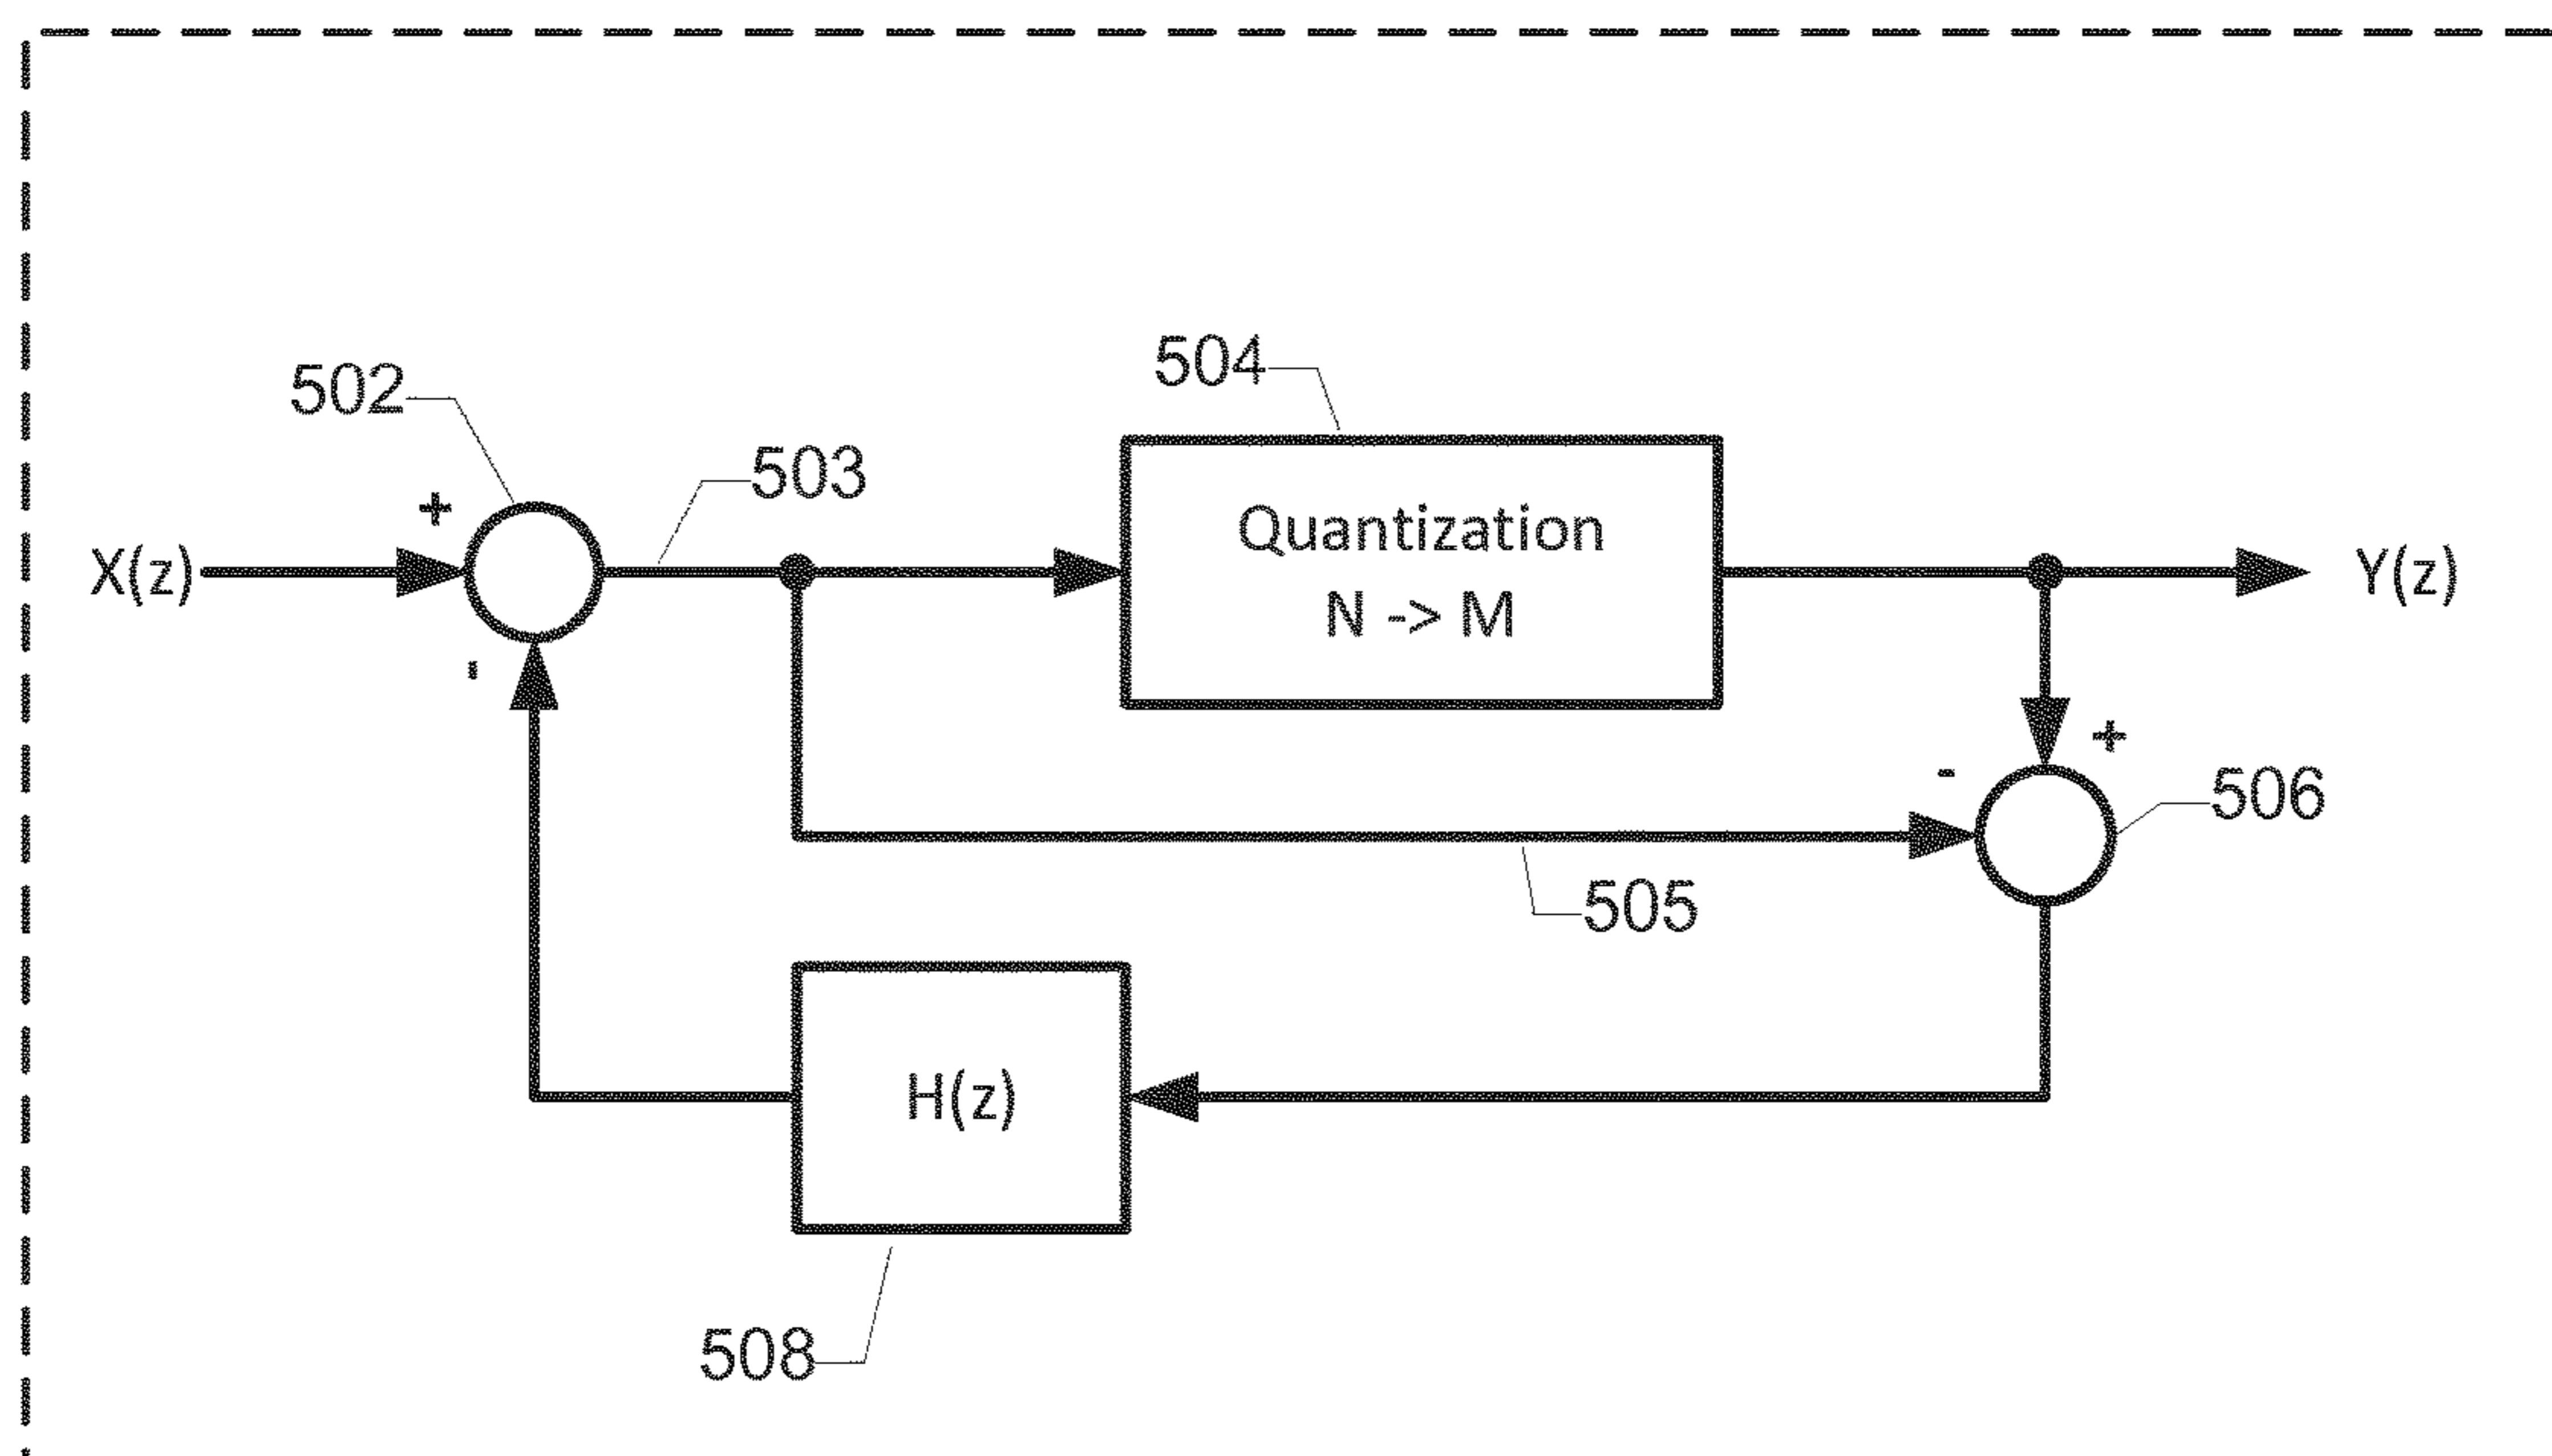 504
502
503
+
Quantization
N -> M
X(z)
Y(z)
-
+
-
506
505
H(z)
508